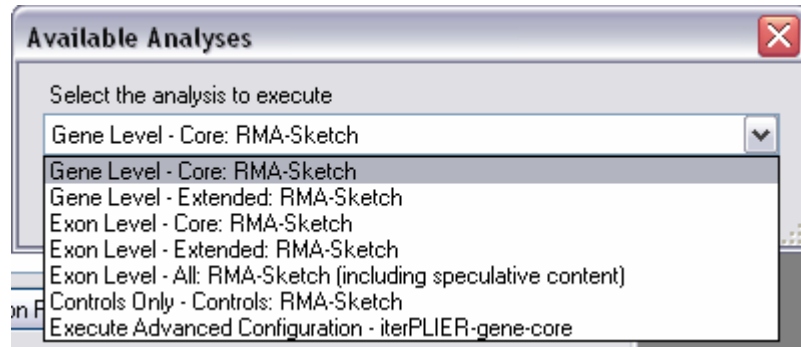 Available Analyses
Select the analysis to execute
Gene Level - Core: RMA-Sketch
Gene Level - Core: RMA-Sketch
Gene Level - Extended: RMA-Sketch
Exon Level - Core: RMA-Sketch
Exon Level - Extended: RMA-Sketch
Exon Level - All: RMA-Sketch (including speculative content)
Controls Only - Controls: RMA-Sketch
Execute Advanced Configuration - iterPLIER-gene-core